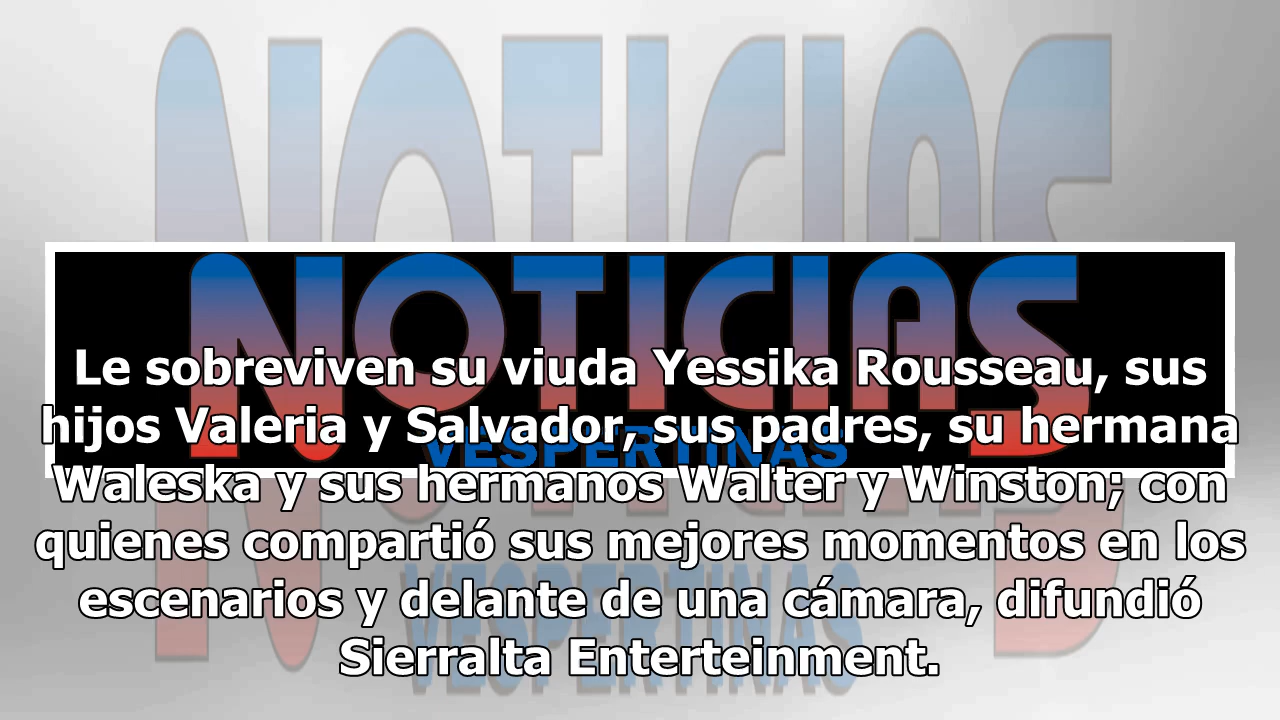 NOTICIAS
VESPERTINAS
Le sobreviven su viuda Yessika Rousseau, sus
hijos Valeria y Salvador, sus padres, su hermana
Waleska y sus hermanos Walter y Winston; con
quienes compartió sus mejores momentos en los
escenarios y delante de una cámara, difundió
Sierralta Enterteinment.